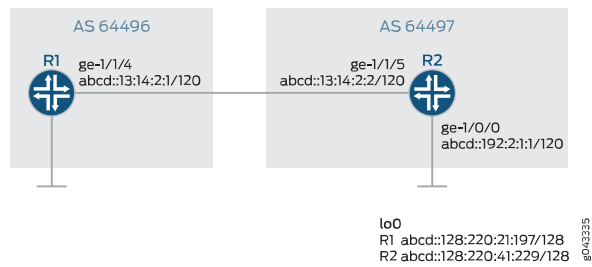 AS 64496
AS 64497
R1
R2
ge-1/1/4
abcd::13:14:2:1/120
ge-1/1/5
abcd::13:14:2:2/120
ge-1/0/0
abcd::192:2:1:1/120
lo0
R1 abcd::128:220:21:197/128
R2 abcd::128:220:41:229/128
g043335